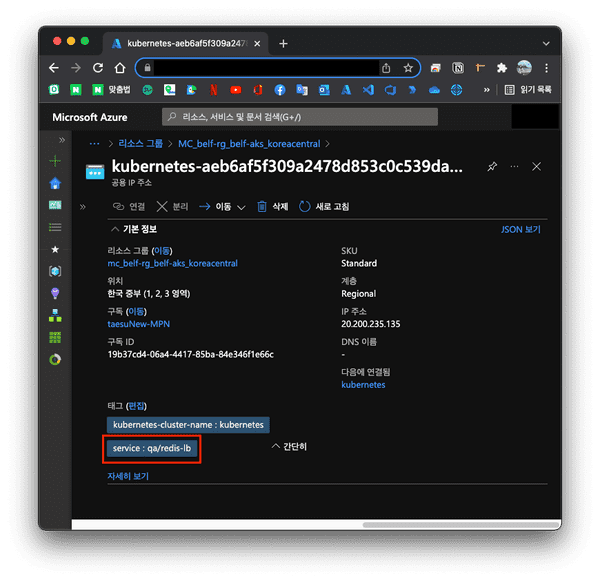 kubernetes-aeb6af5f309a247
맞춤법
읽기 목록
Microsoft Azure
리소스, 서비스 및 문서 검색(G+/)
··· > 리소스 그룹 > MC_belf-rg_belf-aks_koreacentral >
kubernetes-aeb6af5f309a2478d853c0c539da...
공용 IP 주소
연결 분리 이동 삭제 새로 고침
기본 정보 JSON 보기
리소스 그룹 (이동)
mc_belf-rg_belf-aks_koreacentral
위치
한국 중부 (1, 2, 3 영역)
구독 (이동)
taesuNew-MPN
구독 ID
19b37cd4-06a4-4417-85ba-84e346f1e66c
SKU
Standard
계층
Regional
IP 주소
20.200.235.135
DNS 이름
-
다음에 연결됨
kubernetes
태그 (편집)
kubernetes-cluster-name : kubernetes
service : qa/redis-lb
간단히
자세히 보기